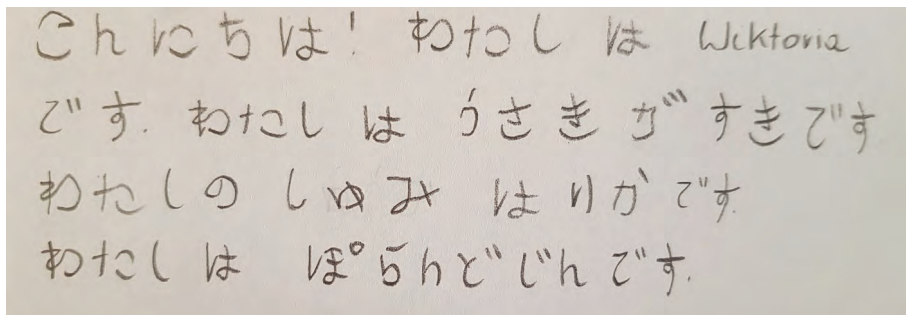 こんにちは! わたし は Wiktoria
です. わたし は うさき が すきです
わたしの しゅみ は りかです.
わたし は ぽらんどじんです.